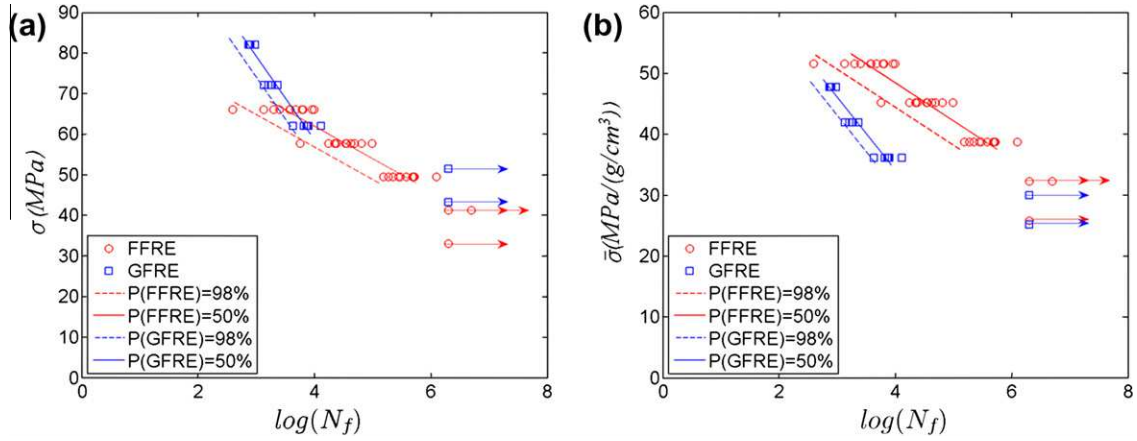 (a)
90
80
70
60
50
40
30
20
10
0
σ(MPa)
FFRE
GFRE
P(FFRE)=98%
P(FFRE)=50%
P(GFRE)=98%
P(GFRE)=50%
0 2 4 6 8
log(N_f)
(b)
60
50
40
30
20
10
0
σ̄(MPa/(g/cm³))
FFRE
GFRE
P(FFRE)=98%
P(FFRE)=50%
P(GFRE)=98%
P(GFRE)=50%
0 2 4 6 8
log(N_f)